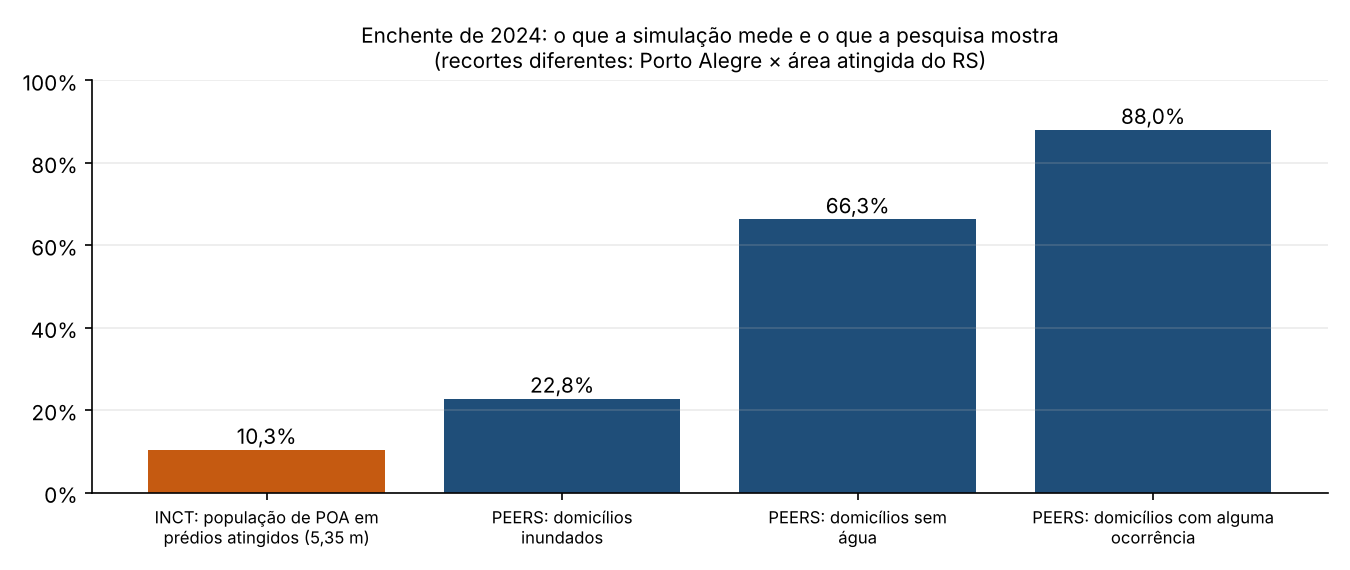 Enchente de 2024: o que a simulação mede e o que a pesquisa mostra
(recortes diferentes: Porto Alegre × área atingida do RS)
100%
80%
60%
40%
20%
0%
10,3%
22,8%
66,3%
88,0%
INCT: população de POA em
prédios atingidos (5,35 m)
PEERS: domicílios
inundados
PEERS: domicílios sem
água
PEERS: domicílios com alguma
ocorrência